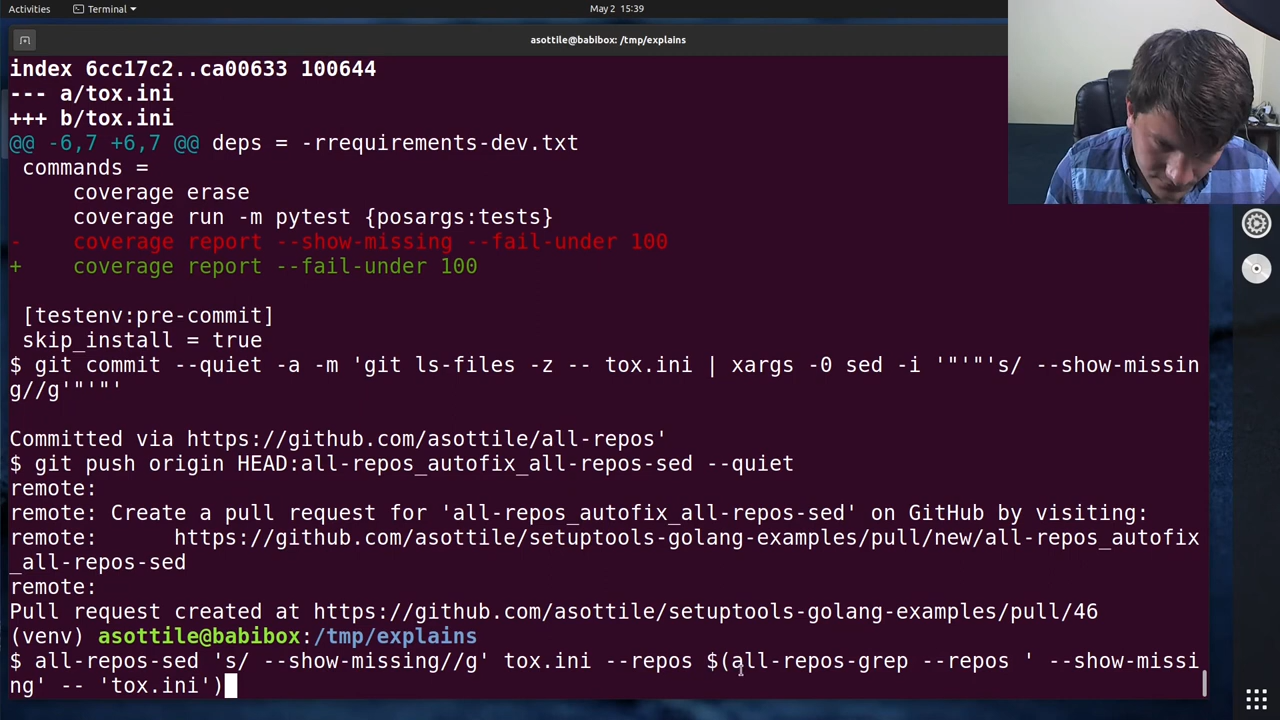 Activities Terminal May 2 15:39
asottile@babibox: /tmp/explains
index 6cc17c2..ca00633 100644
--- a/tox.ini
+++ b/tox.ini
@@ -6,7 +6,7 @@ deps = -rrequirements-dev.txt
commands =
coverage erase
coverage run -m pytest {posargs:tests}
- coverage report --show-missing --fail-under 100
+ coverage report --fail-under 100
[testenv:pre-commit]
skip_install = true
$ git commit --quiet -a -m 'git ls-files -z -- tox.ini | xargs -0 sed -i '"'"'s/ --show-missin
g//g'"'"'
Committed via https://github.com/asottile/all-repos'
$ git push origin HEAD:all-repos_autofix_all-repos-sed --quiet
remote:
remote: Create a pull request for 'all-repos_autofix_all-repos-sed' on GitHub by visiting:
remote: https://github.com/asottile/setuptools-golang-examples/pull/new/all-repos_autofix
_all-repos-sed
remote:
Pull request created at https://github.com/asottile/setuptools-golang-examples/pull/46
(venv) asottile@babibox:/tmp/explains
$ all-repos-sed 's/ --show-missing//g' tox.ini --repos $(all-repos-grep --repos ' --show-missi
ng' -- 'tox.ini')